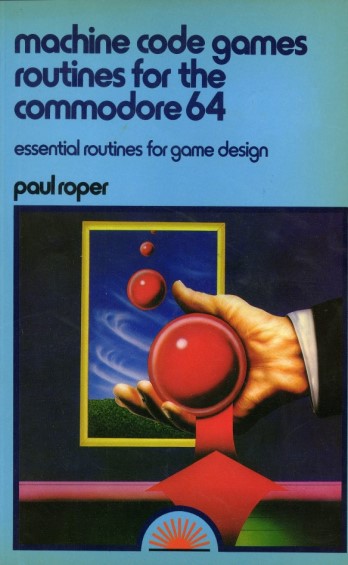 machine code games
routines for the
commodore 64
essential routines for game design
paul roper